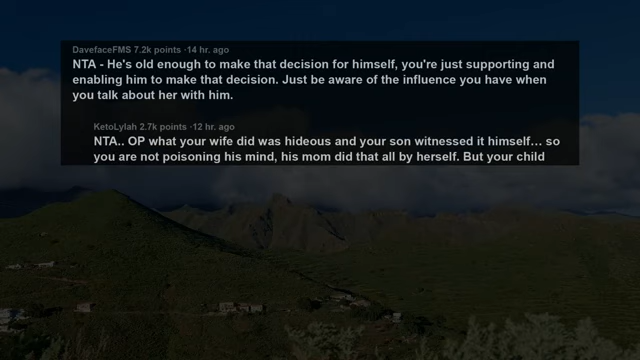 DavefaceFMS 7.2k points ·14 hr. ago
NTA - He's old enough to make that decision for himself, you're just supporting and
enabling him to make that decision. Just be aware of the influence you have when
you talk about her with him.
KetoLylah 2.7k points ·12 hr. ago
NTA.. OP what your wife did was hideous and your son witnessed it himself… so
you are not poisoning his mind, his mom did that all by herself. But your child